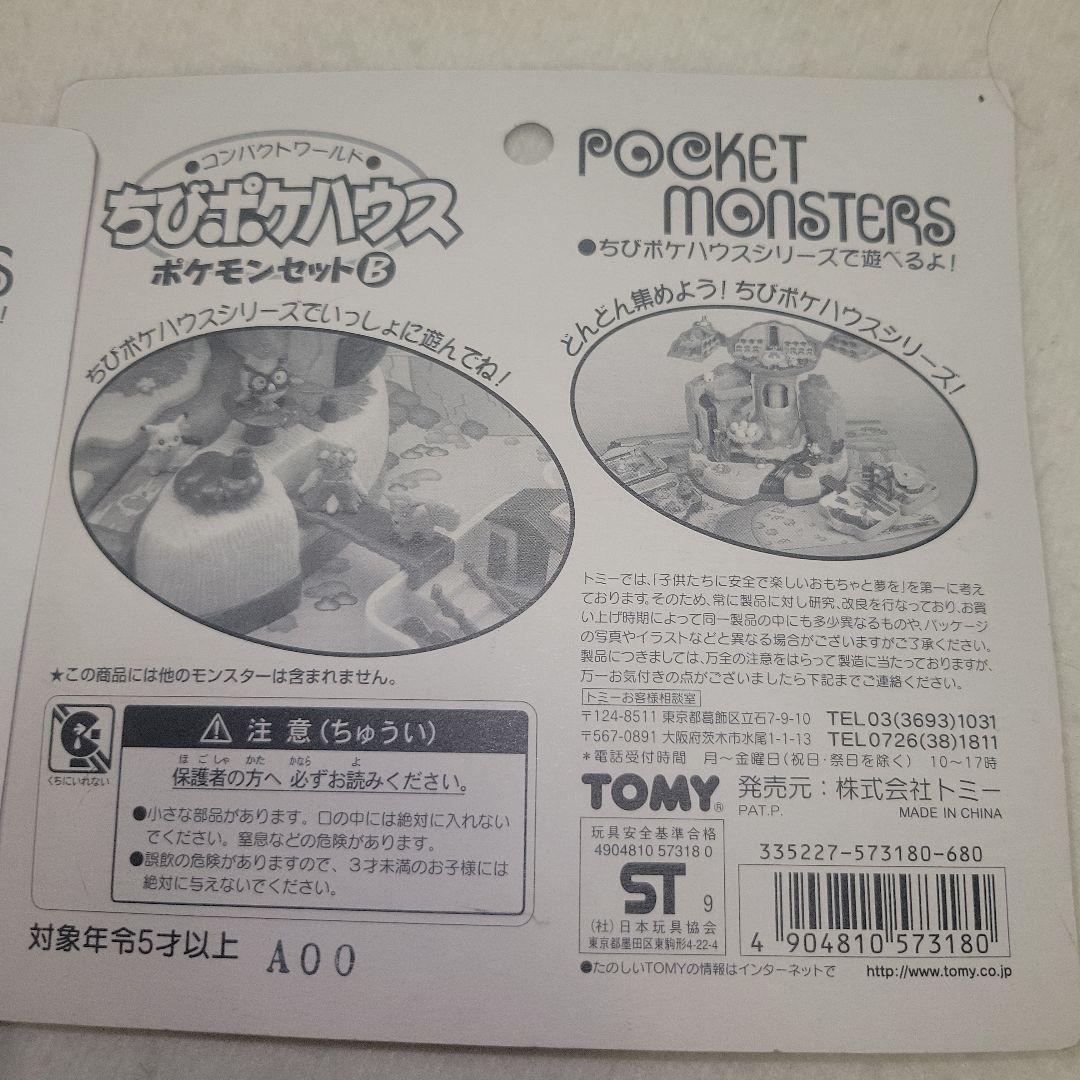 S
!
●コンパクトワールド●
ちびポケハウス
ポケモンセットB
ちびポケハウスシリーズでいっしょに遊んでね!
★この商品には他のモンスターは含まれません。
くちにいれない
注意(ちゅうい)
ほごしゃ かた かなら よ
保護者の方へ 必ずお読みください。
●小さな部品があります。口の中には絶対に入れない
でください。窒息などの危険があります。
●誤飲の危険がありますので、3才未満のお子様には
絶対に与えないでください。
対象年令5才以上
A00
POCKET
MONSTERS
●ちびポケハウスシリーズで遊べるよ!
どんどん集めよう!ちびポケハウスシリーズ!
トミーでは、「子供たちに安全で楽しいおもちゃと夢を」を第一に考え
ております。そのため、常に製品に対し研究、改良を行なっており、お買
い上げ時期によって同一製品の中にも多少異なるものや、パッケージ
の写真やイラストなどと異なる場合がございますがご了承ください。
製品につきましては、万全の注意をはらって製造に当たっておりますが、
万一お気付きの点がございましたら下記までご連絡ください。
トミーお客様相談室
〒124-8511 東京都葛飾区立石7-9-10 TEL03(3693)1031
〒567-0891 大阪府茨木市水尾1-1-13 TEL0726(38)1811
*電話受付時間 月〜金曜日(祝日・祭日を除く) 10〜17時
TOMY® 発売元:株式会社トミー
PAT.P. MADE IN CHINA
玩具安全基準合格
4904810 57318 0
ST 9
(社)日本玩具協会
東京都墨田区東駒形4-22-4
335227-573180-680
4 904810 573180
●たのしいTOMYの情報はインターネットで http://www.tomy.co.jp